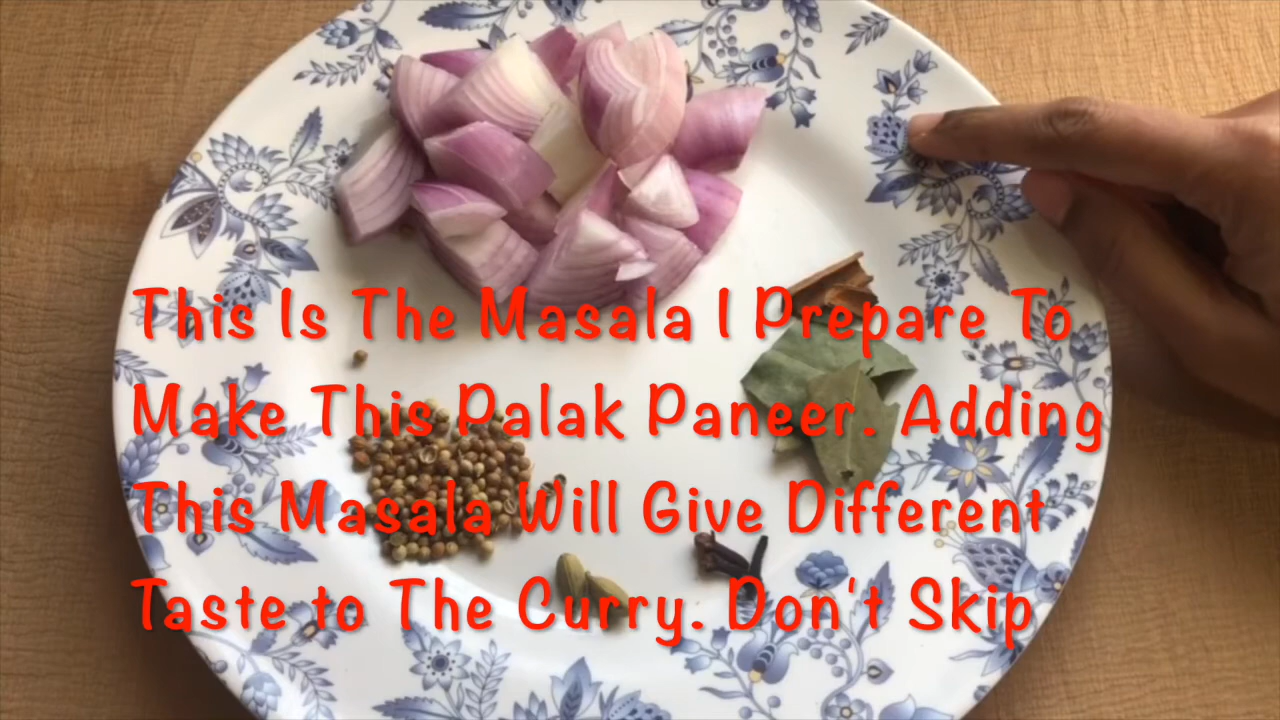 This Is The Masala I Prepare To
Make This Palak Paneer. Adding
This Masala Will Give Different
Taste to The Curry. Don't Skip